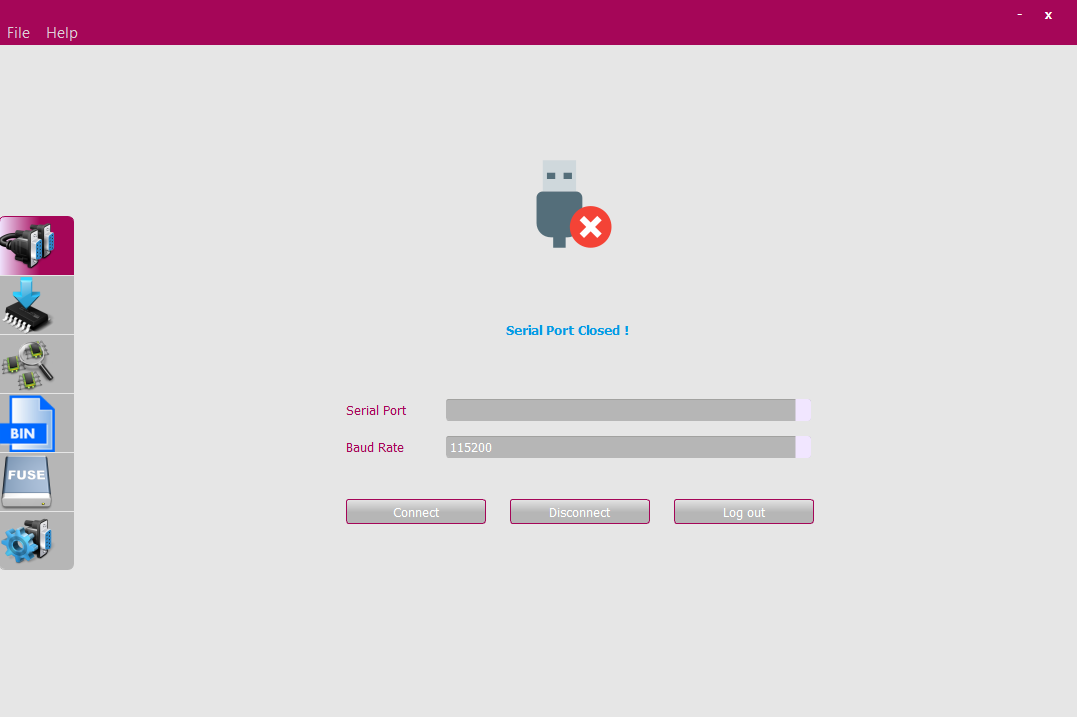 - x
File Help
Serial Port Closed !
Serial Port
Baud Rate 115200
BIN
FUSE
Connect Disconnect Log out